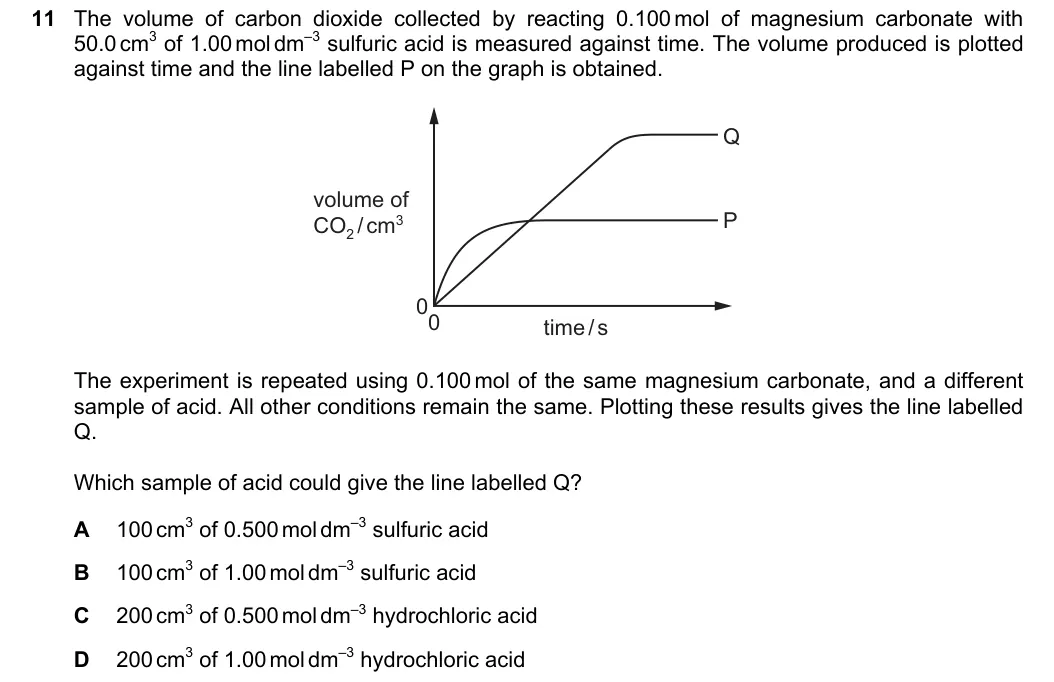 11 The volume of carbon dioxide collected by reacting 0.100 mol of magnesium carbonate with
50.0 cm³ of 1.00 mol dm⁻³ sulfuric acid is measured against time. The volume produced is plotted
against time and the line labelled P on the graph is obtained.
Q
volume of
CO₂ / cm³
P
0
0
time / s
The experiment is repeated using 0.100 mol of the same magnesium carbonate, and a different
sample of acid. All other conditions remain the same. Plotting these results gives the line labelled
Q.
Which sample of acid could give the line labelled Q?
A 100 cm³ of 0.500 mol dm⁻³ sulfuric acid
B 100 cm³ of 1.00 mol dm⁻³ sulfuric acid
C 200 cm³ of 0.500 mol dm⁻³ hydrochloric acid
D 200 cm³ of 1.00 mol dm⁻³ hydrochloric acid